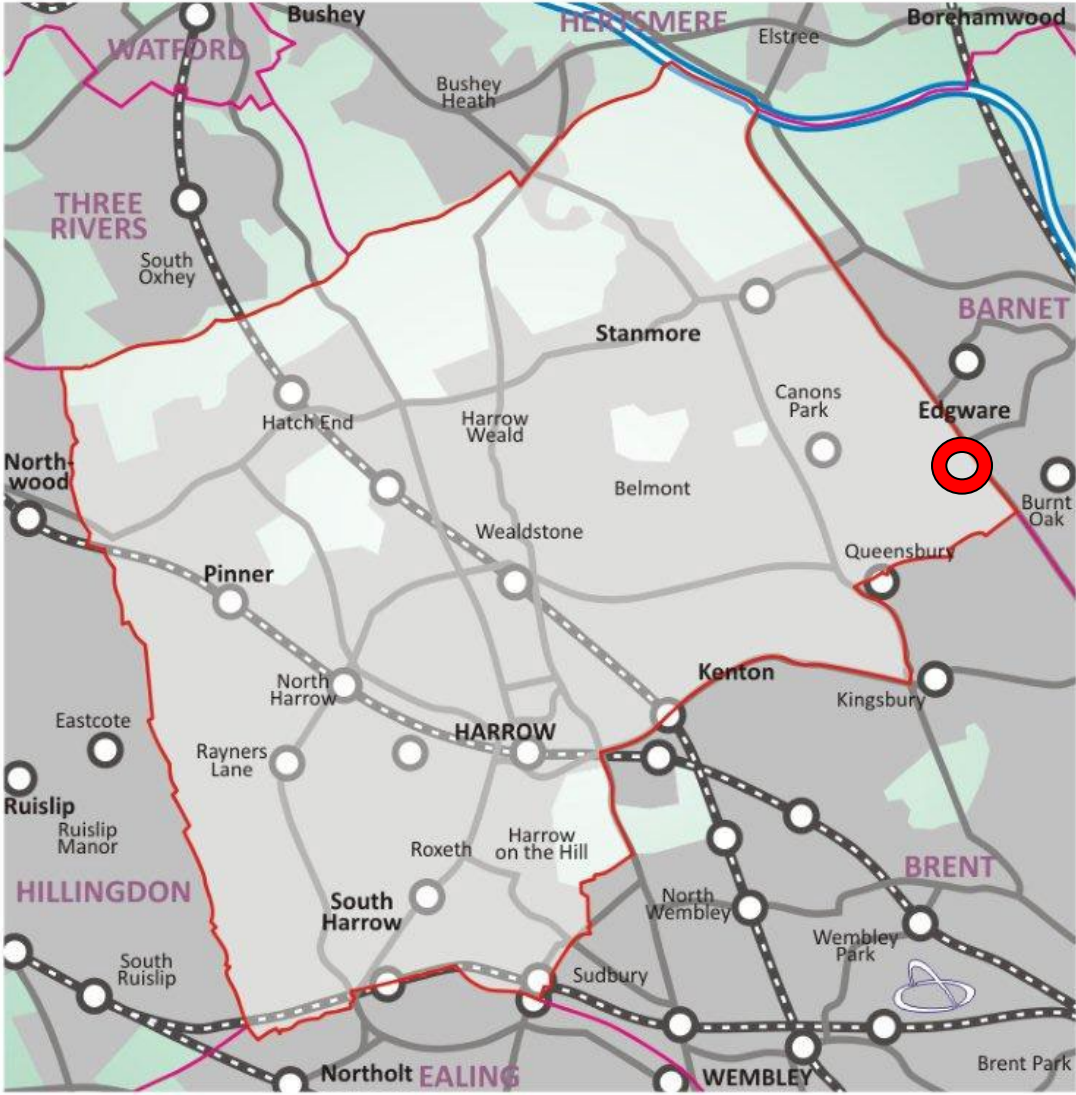 Bushey
HERTSMERE
Borehamwood
WATFORD
Elstree
Bushey
Heath
THREE
RIVERS
South
Oxhey
BARNET
Stanmore
Canons
Park
Edgware
Hatch End
Harrow
Weald
North-
wood
Belmont
Burnt
Oak
Wealdstone
Queensbury
Pinner
Kenton
North
Harrow
Kingsbury
Eastcote
HARROW
Rayners
Lane
Ruislip
Ruislip
Manor
Roxeth
Harrow
on the Hill
HILLINGDON
BRENT
South
Harrow
North
Wembley
Wembley
Park
South
Ruislip
Sudbury
Brent Park
Northolt
EALING
WEMBLEY